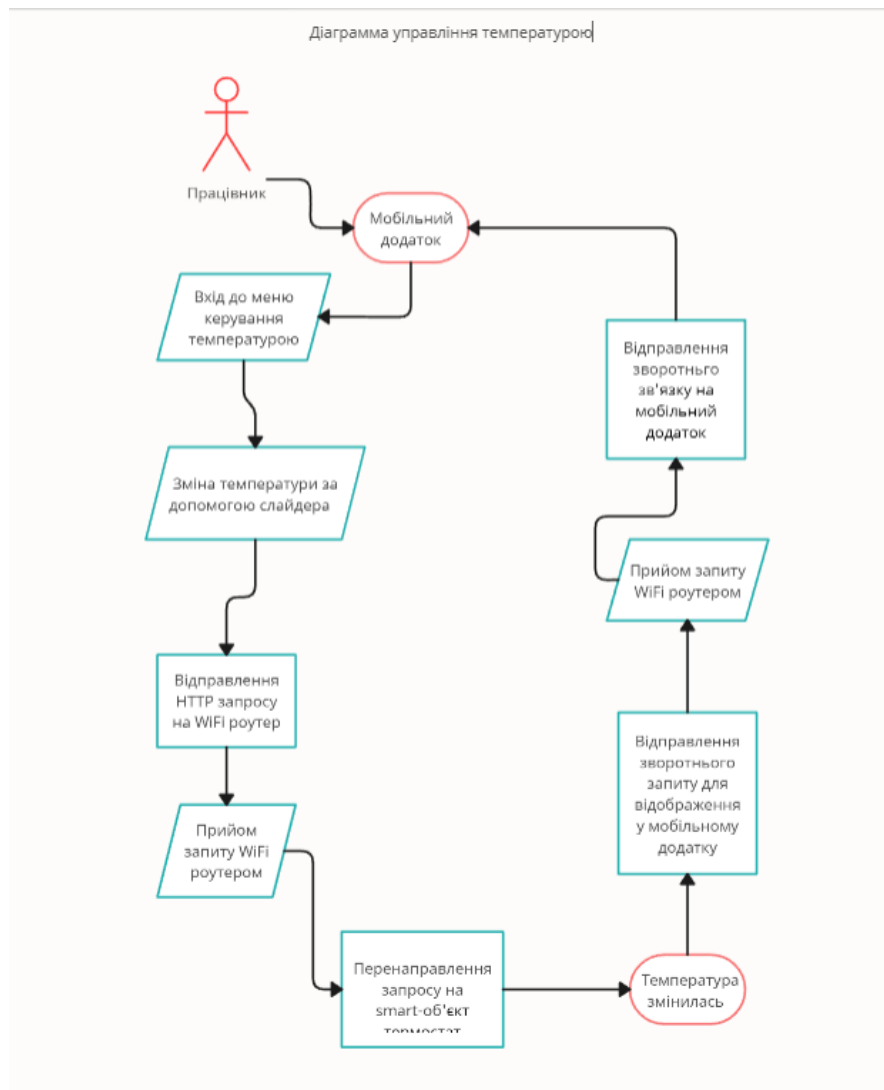 Діаграмма управління температурою
Працівник
Мобільний
додаток
Вхід до меню
керування
температурою
Зміна температури за
допомогою слайдера
Відправлення
HTTP запросу
на WiFi роутер
Прийом
запиту WiFi
роутером
Перенаправлення
запросу на
smart-об'єкт
термостат
Температура
змінилась
Відправлення
зворотнього
запиту для
відображення
у мобільному
додатку
Прийом запиту
WiFi роутером
Відправлення
зворотнього
зв'язку на
мобільний
додаток